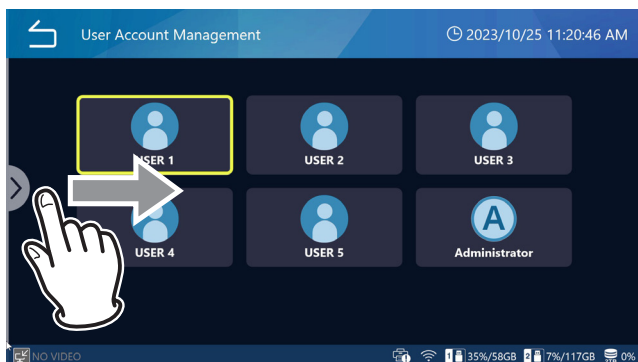 User Account Management
2023/10/25 11:20:46 AM
USER 1
USER 2
USER 3
USER 4
USER 5
A
Administrator
NO VIDEO
1 35%/58GB 2 7%/117GB 2TB 0%